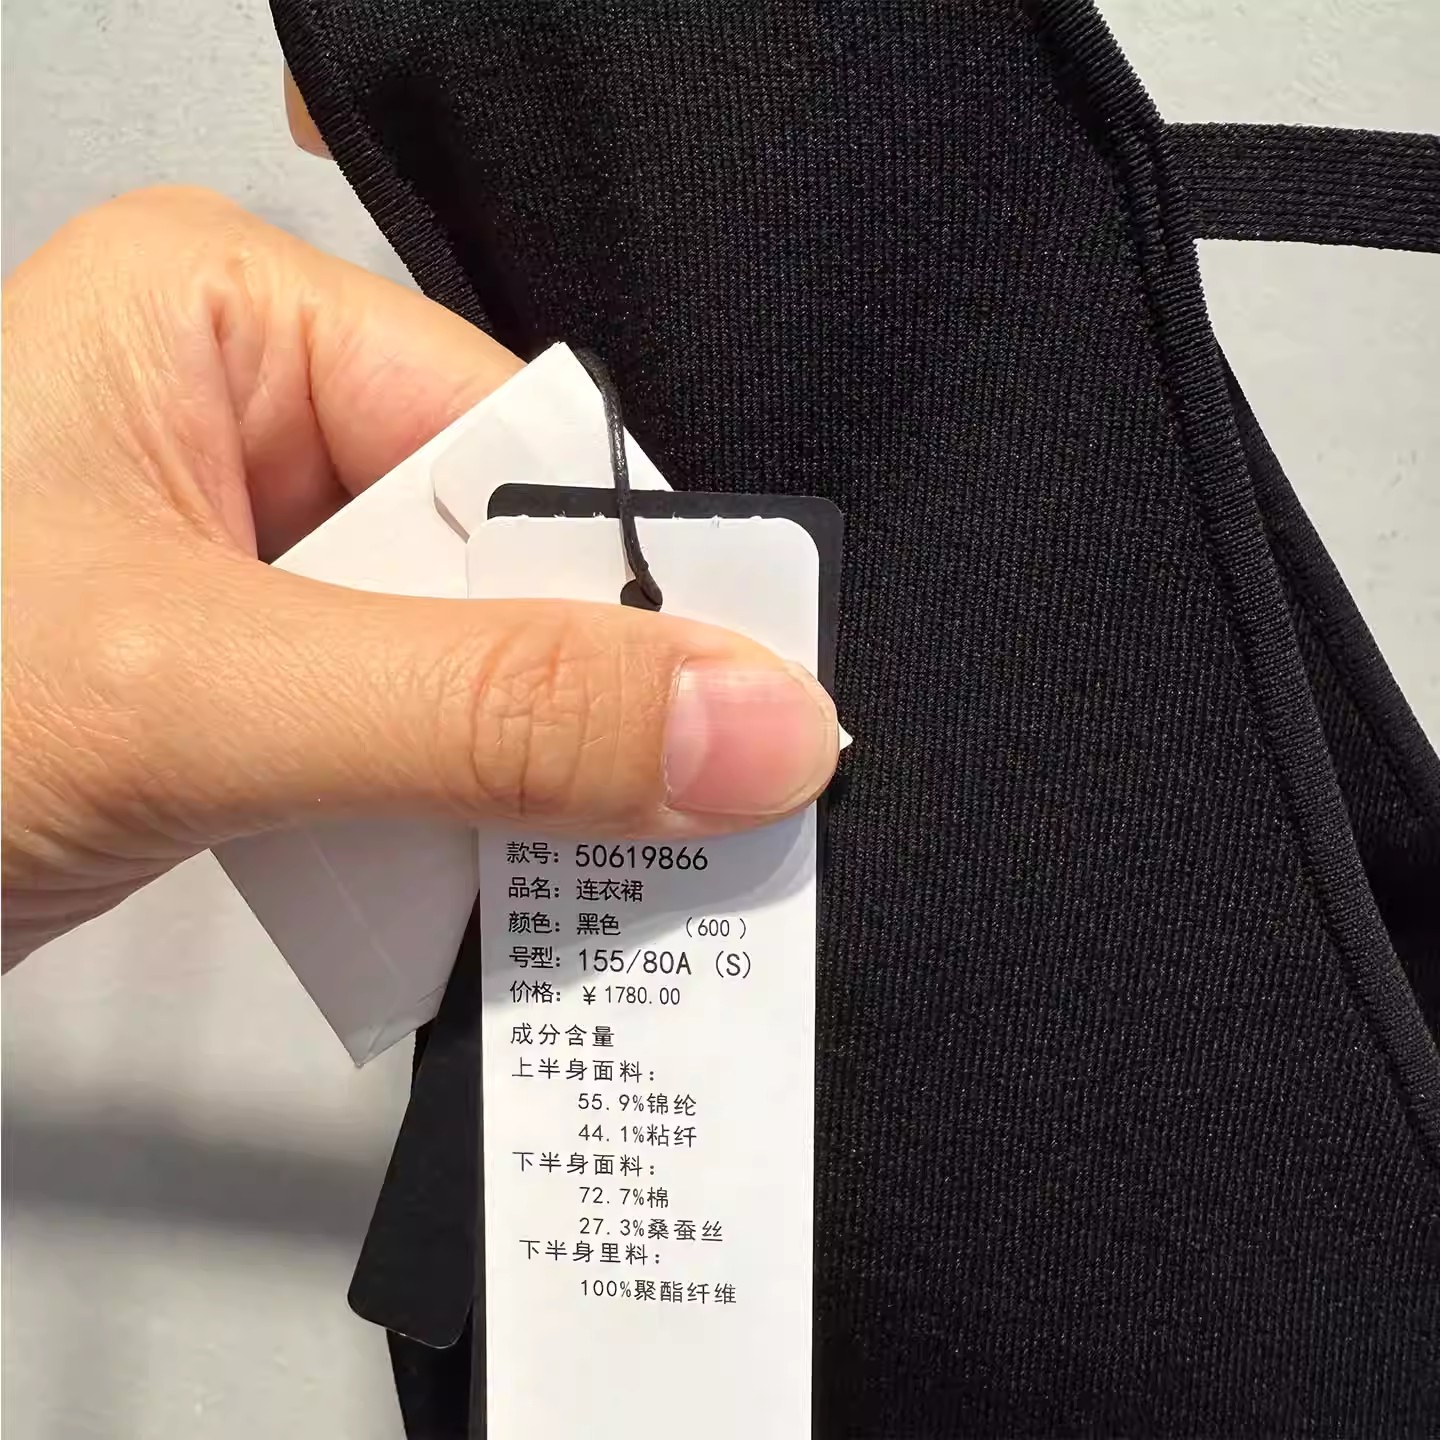 款号：50619866
品名：连衣裙
颜色：黑色 （600 ）
号型：155/80A （S）
价格：￥1780.00
成分含量
上半身面料：
55.9%锦纶
44.1%粘纤
下半身面料：
72.7%棉
27.3%桑蚕丝
下半身里料：
100%聚酯纤维